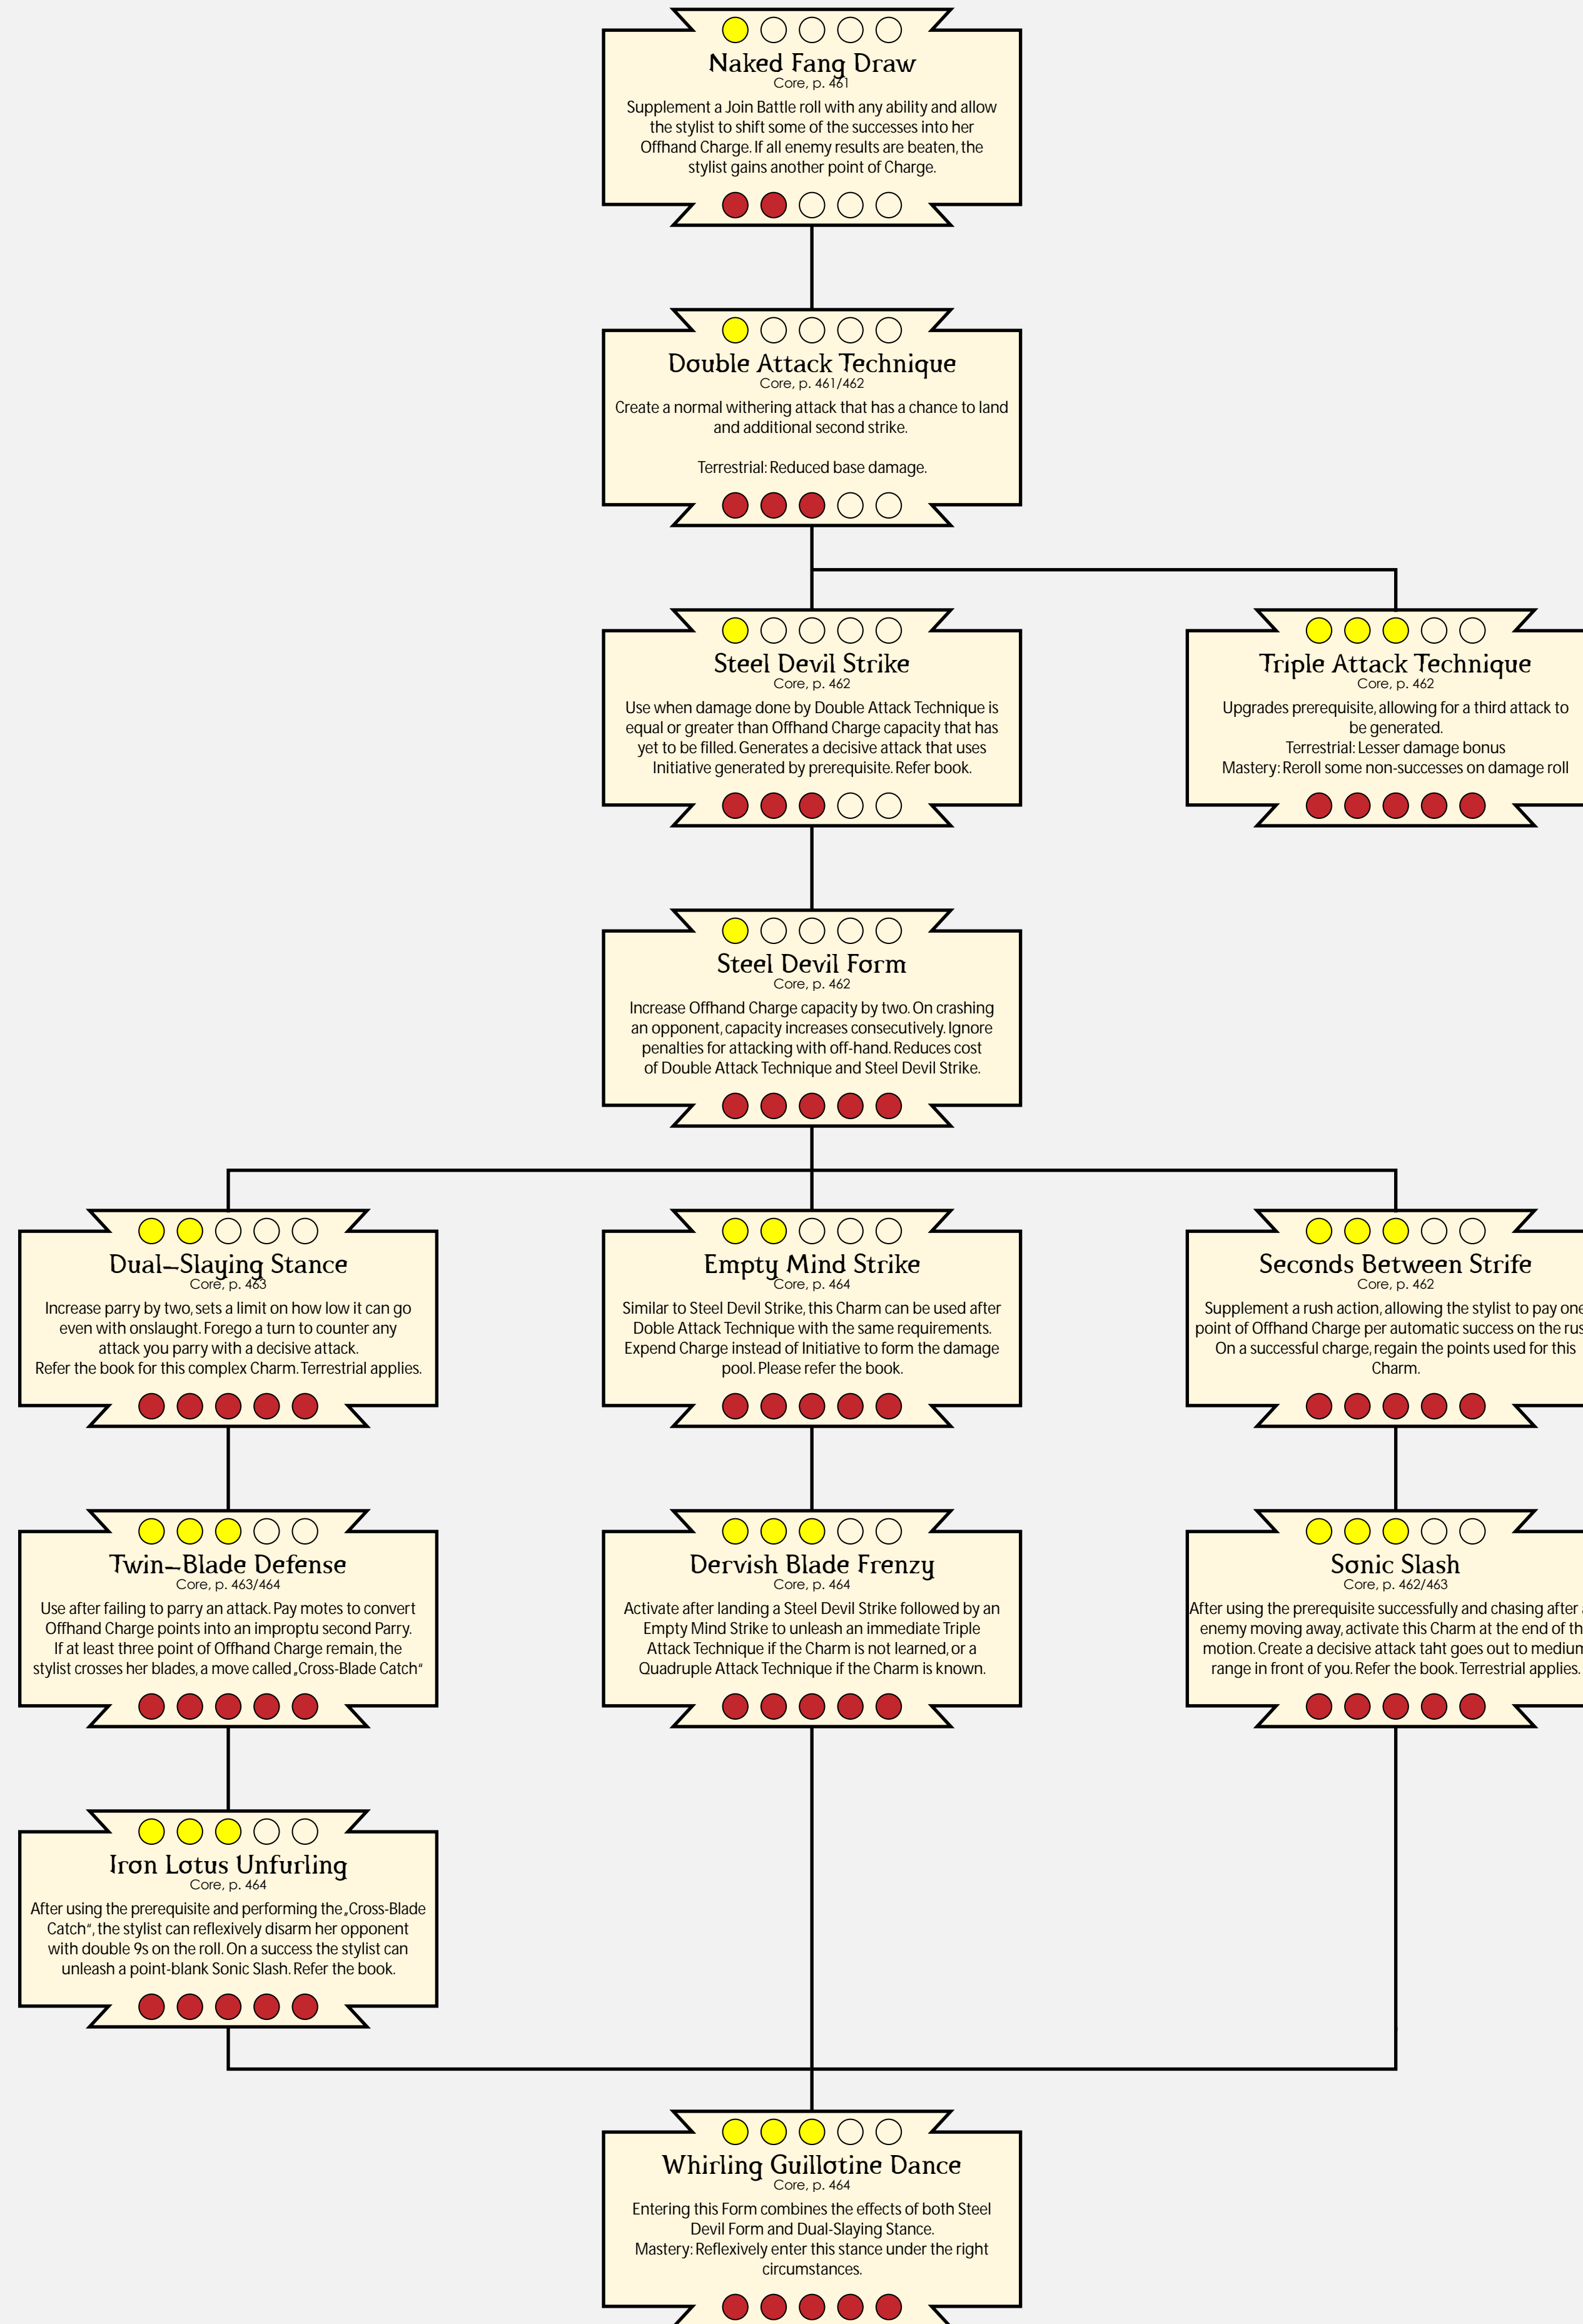 Naked Fang Draw
Core, p. 461
Supplement a Join Battle roll with any ability and allow
the stylist to shift some of the successes into her
Offhand Charge. If all enemy results are beaten, the
stylist gains another point of Charge.
Double Attack Technique
Core, p. 461/462
Create a normal withering attack that has a chance to land
and additional second strike.
Terrestrial: Reduced base damage.
Steel Devil Strike
Core, p. 462
Use when damage done by Double Attack Technique is
equal or greater than Offhand Charge capacity that has
yet to be filled. Generates a decisive attack that uses
Initiative generated by prerequisite. Refer book.
Triple Attack Technique
Core, p. 462
Upgrades prerequisite, allowing for a third attack to
be generated.
Terrestrial: Lesser damage bonus
Mastery: Reroll some non-successes on damage roll
Steel Devil Form
Core, p. 462
Increase Offhand Charge capacity by two. On crashing
an opponent, capacity increases consecutively. Ignore
penalties for attacking with off-hand. Reduces cost
of Double Attack Technique and Steel Devil Strike.
Dual-Slaying Stance
Core, p. 463
Increase parry by two, sets a limit on how low it can go
even with onslaught. Forego a turn to counter any
attack you parry with a decisive attack.
Refer the book for this complex Charm. Terrestrial applies.
Empty Mind Strike
Core, p. 464
Similar to Steel Devil Strike, this Charm can be used after
Doble Attack Technique with the same requirements.
Expend Charge instead of Initiative to form the damage
pool. Please refer the book.
Seconds Between Strife
Core, p. 462
Supplement a rush action, allowing the stylist to pay one
point of Offhand Charge per automatic success on the
On a successful charge, regain the points used for this
Charm.
Twin-Blade Defense
Core, p. 463/464
Use after failing to parry an attack. Pay motes to convert
Offhand Charge points into an improptu second Parry.
If at least three point of Offhand Charge remain, the
stylist crosses her blades, a move called „Cross-Blade Catch“
Dervish Blade Frenzy
Core, p. 464
Activate after landing a Steel Devil Strike followed by an
Empty Mind Strike to unleash an immediate Triple
Attack Technique if the Charm is not learned, or a
Quadruple Attack Technique if the Charm is known.
Sonic Slash
Core, p. 462/463
After using the prerequisite successfully and chasing after
enemy moving away, activate this Charm at the end of
motion. Create a decisive attack taht goes out to medium
range in front of you. Refer the book. Terrestrial applies.
Iron Lotus Unfurling
Core, p. 464
After using the prerequisite and performing the „Cross-Blade
Catch“, the stylist can reflexively disarm her opponent
with double 9s on the roll. On a success the stylist can
unleash a point-blank Sonic Slash. Refer the book.
Whirling Guillotine Dance
Core, p. 464
Entering this Form combines the effects of both Steel
Devil Form and Dual-Slaying Stance.
Mastery: Reflexively enter this stance under the right
circumstances.